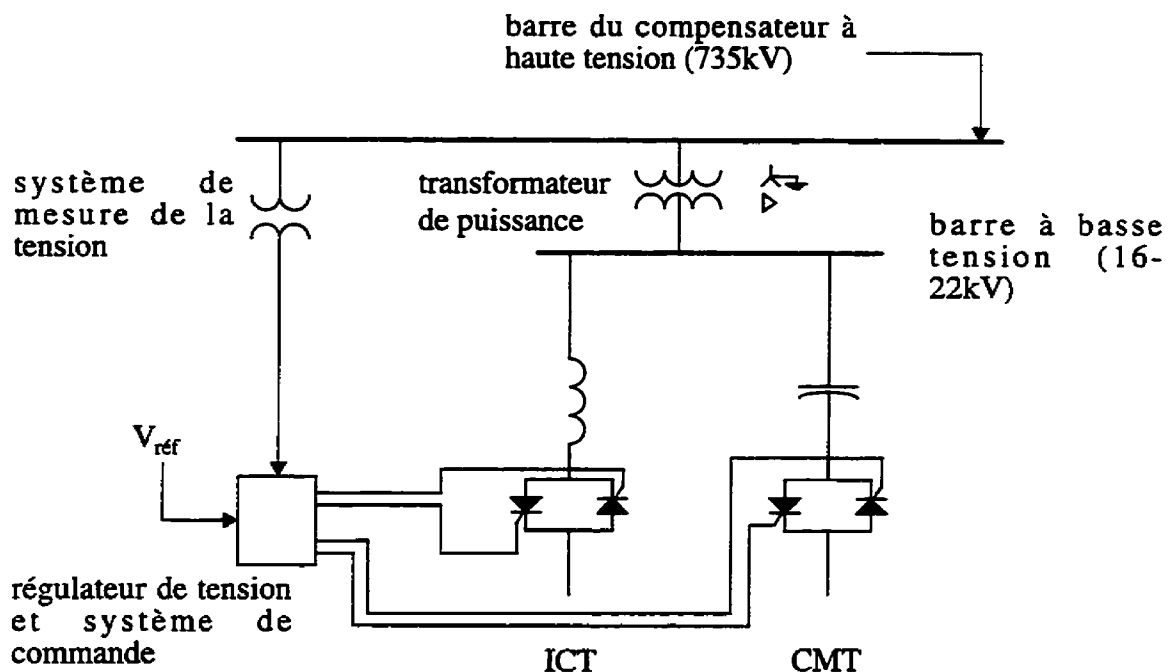 barre du compensateur à
haute tension (735kV)
système de
mesure de la
tension
transformateur
de puissance
barre à basse
tension (16-
22kV)
Vréf
régulateur de tension
et système de
commande
ICT
CMT